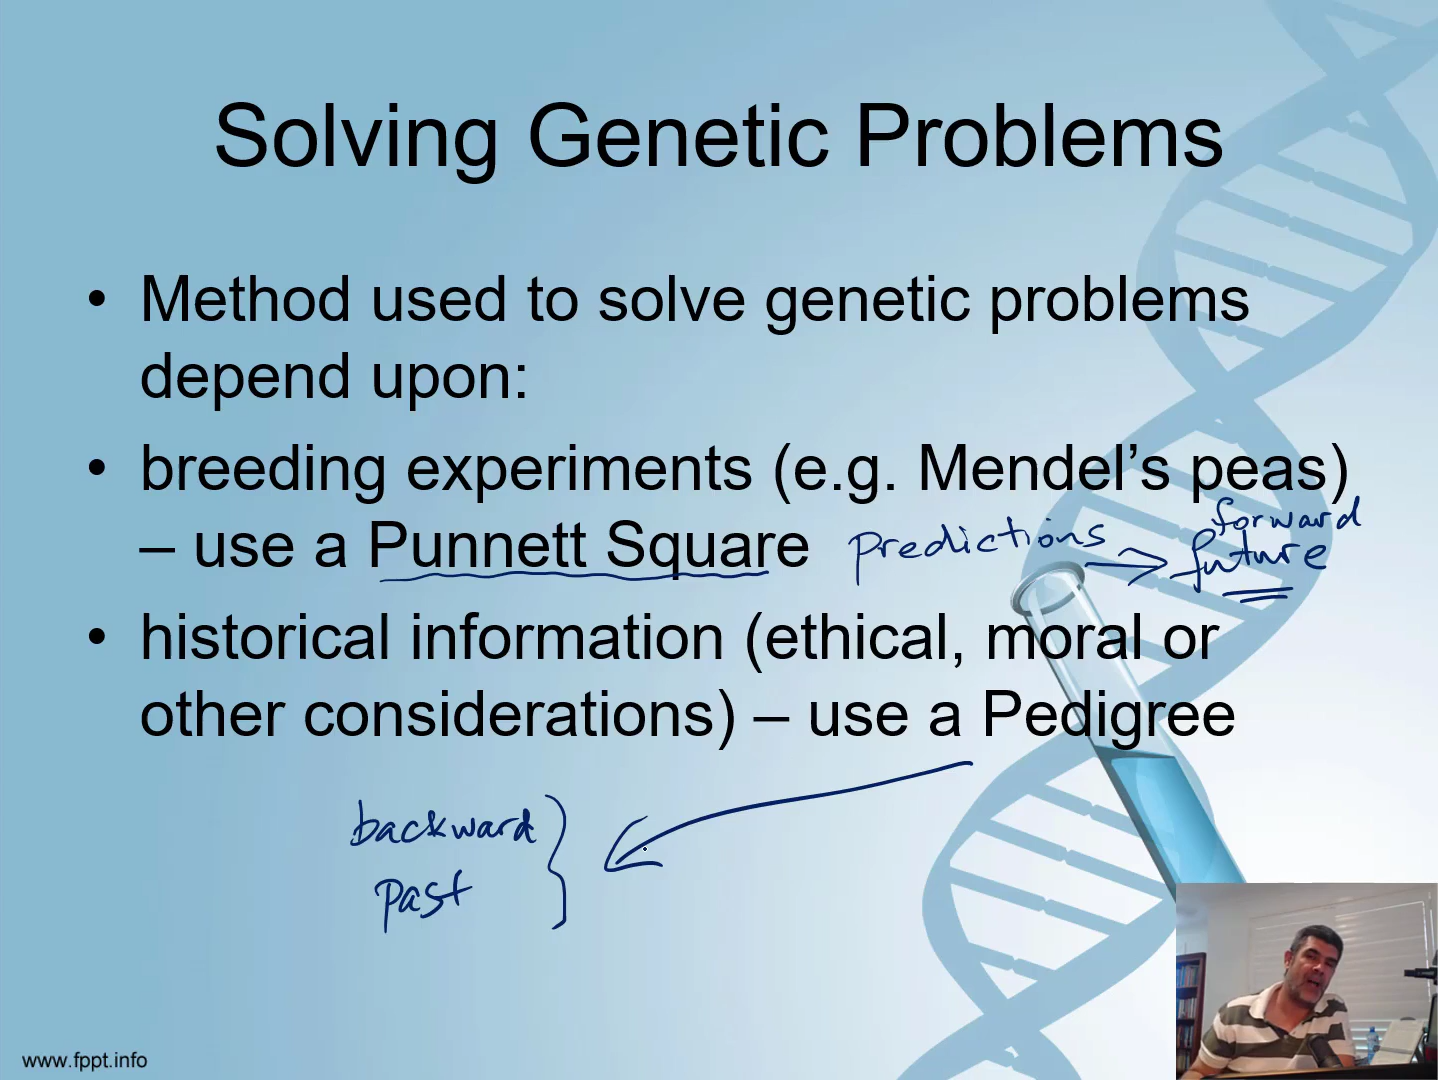 Solving Genetic Problems
• Method used to solve genetic problems
depend upon:
• breeding experiments (e.g. Mendel’s peas)
– use a Punnett Square predictions
forward
future
• historical information (ethical, moral or
other considerations) – use a Pedigree
backward
past
www.fppt.info